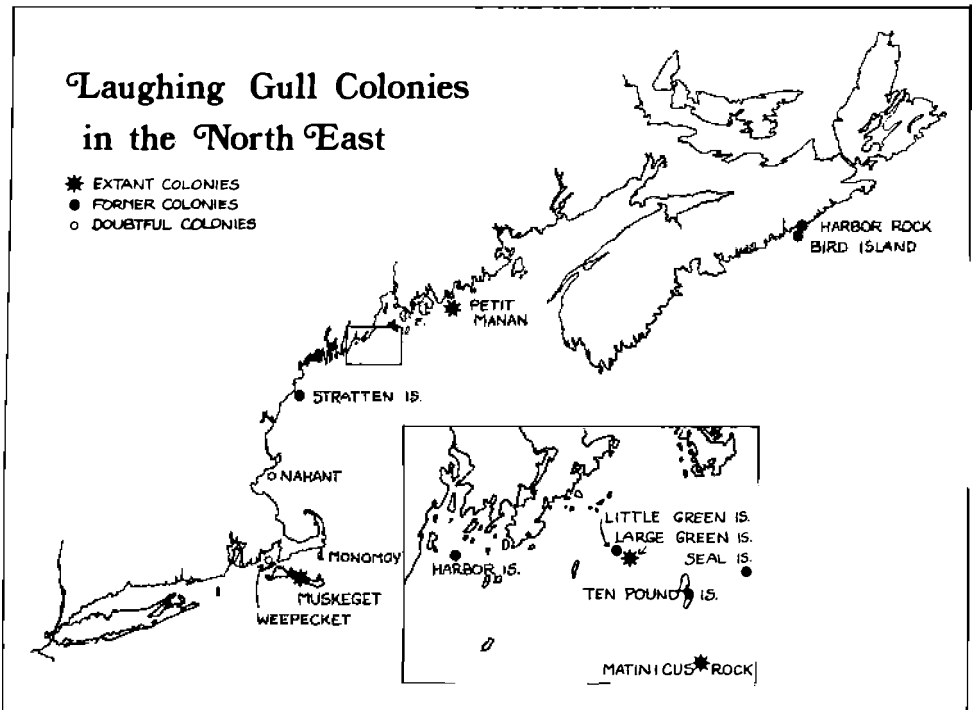 Laughing Gull Colonies
in the North East
EXTANT COLONIES
FORMER COLONIES
DOUBTFUL COLONIES
HARBOR ROCK
BIRD ISLAND
PETIT
MANAN
STRATTEN IS.
NAHANT
MONOMOY
MUSKEGET
WEEPECKET
LITTLE GREEN IS.
LARGE GREEN IS.
SEAL IS.
HARBOR IS.
TEN POUND IS.
MATINICUS ROCK